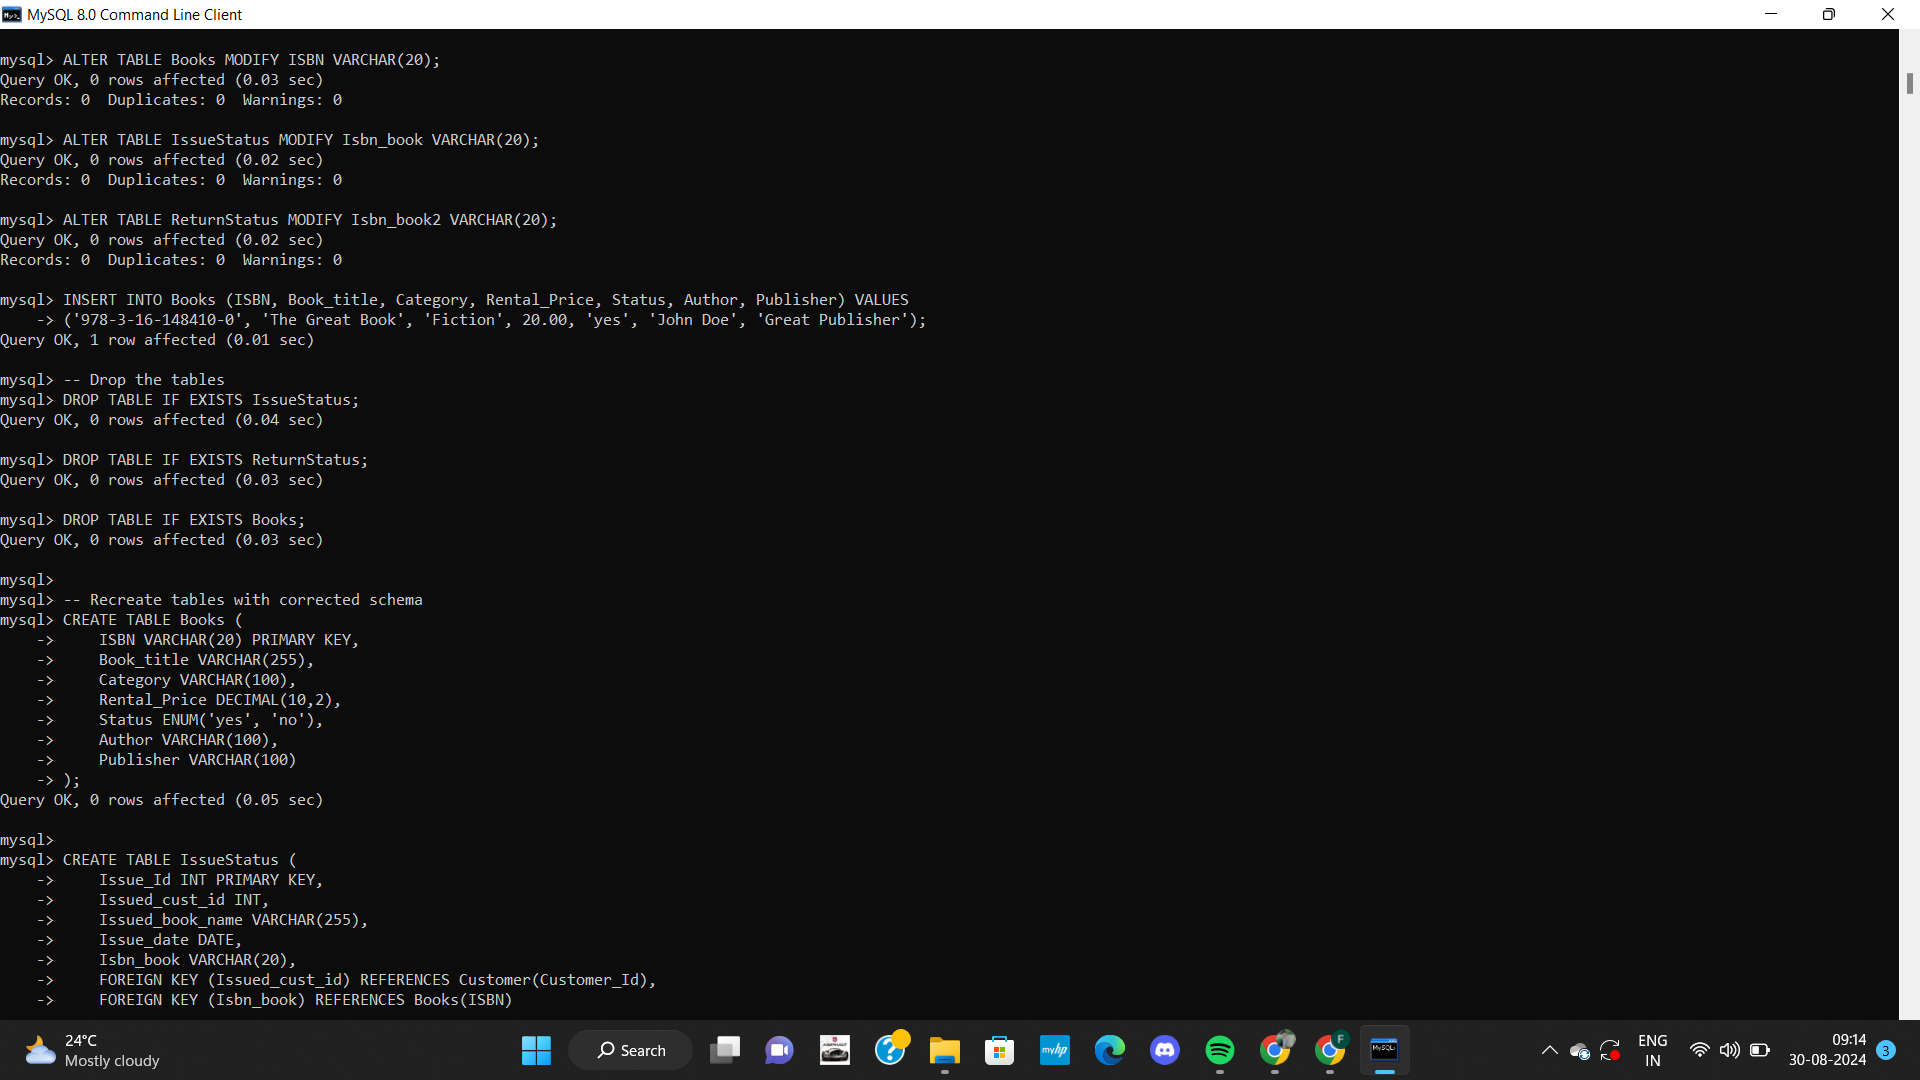 MySQL 8.0 Command Line Client
mysql> ALTER TABLE Books MODIFY ISBN VARCHAR(20);
Query OK, 0 rows affected (0.03 sec)
Records: 0  Duplicates: 0  Warnings: 0
mysql> ALTER TABLE IssueStatus MODIFY Isbn_book VARCHAR(20);
Query OK, 0 rows affected (0.02 sec)
Records: 0  Duplicates: 0  Warnings: 0
mysql> ALTER TABLE ReturnStatus MODIFY Isbn_book2 VARCHAR(20);
Query OK, 0 rows affected (0.02 sec)
Records: 0  Duplicates: 0  Warnings: 0
mysql> INSERT INTO Books (ISBN, Book_title, Category, Rental_Price, Status, Author, Publisher) VALUES
    -> ('978-3-16-148410-0', 'The Great Book', 'Fiction', 20.00, 'yes', 'John Doe', 'Great Publisher');
Query OK, 1 row affected (0.01 sec)
mysql> -- Drop the tables
mysql> DROP TABLE IF EXISTS IssueStatus;
Query OK, 0 rows affected (0.04 sec)
mysql> DROP TABLE IF EXISTS ReturnStatus;
Query OK, 0 rows affected (0.03 sec)
mysql> DROP TABLE IF EXISTS Books;
Query OK, 0 rows affected (0.03 sec)
mysql>
mysql> -- Recreate tables with corrected schema
mysql> CREATE TABLE Books (
    ->     ISBN VARCHAR(20) PRIMARY KEY,
    ->     Book_title VARCHAR(255),
    ->     Category VARCHAR(100),
    ->     Rental_Price DECIMAL(10,2),
    ->     Status ENUM('yes', 'no'),
    ->     Author VARCHAR(100),
    ->     Publisher VARCHAR(100)
    -> );
Query OK, 0 rows affected (0.05 sec)
mysql>
mysql> CREATE TABLE IssueStatus (
    ->     Issue_Id INT PRIMARY KEY,
    ->     Issued_cust_id INT,
    ->     Issued_book_name VARCHAR(255),
    ->     Issue_date DATE,
    ->     Isbn_book VARCHAR(20),
    ->     FOREIGN KEY (Issued_cust_id) REFERENCES Customer(Customer_Id),
    ->     FOREIGN KEY (Isbn_book) REFERENCES Books(ISBN)
24°C
Mostly cloudy
Search
myhp
F
MySQL
ENG
IN
09:14
30-08-2024
3